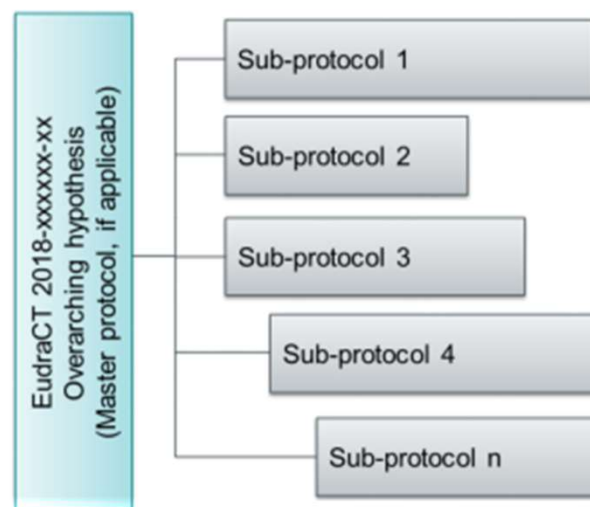 EudraCT 2018-xxxxxx-xx
Overarching hypothesis
(Master protocol, if applicable)
Sub-protocol 1
Sub-protocol 2
Sub-protocol 3
Sub-protocol 4
Sub-protocol n